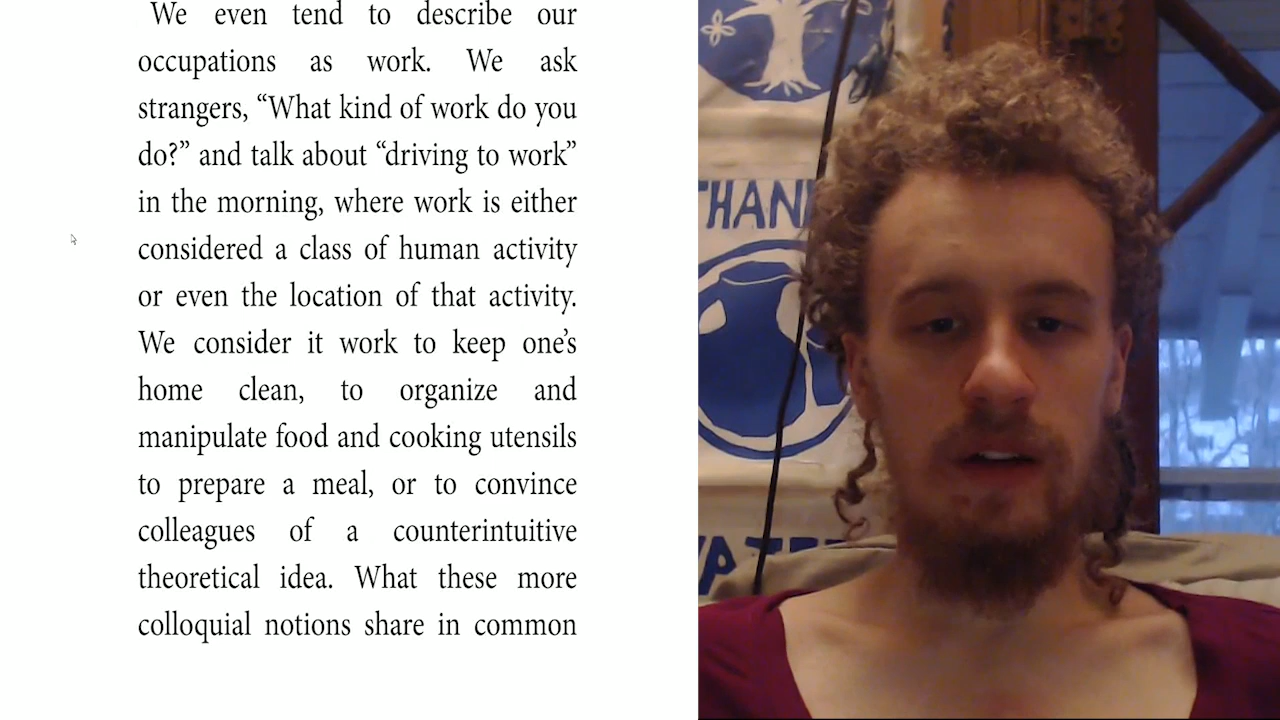 We even tend to describe our
occupations as work. We ask
strangers, “What kind of work do you
do?” and talk about “driving to work”
in the morning, where work is either
considered a class of human activity
or even the location of that activity.
We consider it work to keep one’s
home clean, to organize and
manipulate food and cooking utensils
to prepare a meal, or to convince
colleagues of a counterintuitive
theoretical idea. What these more
colloquial notions share in common
THAN